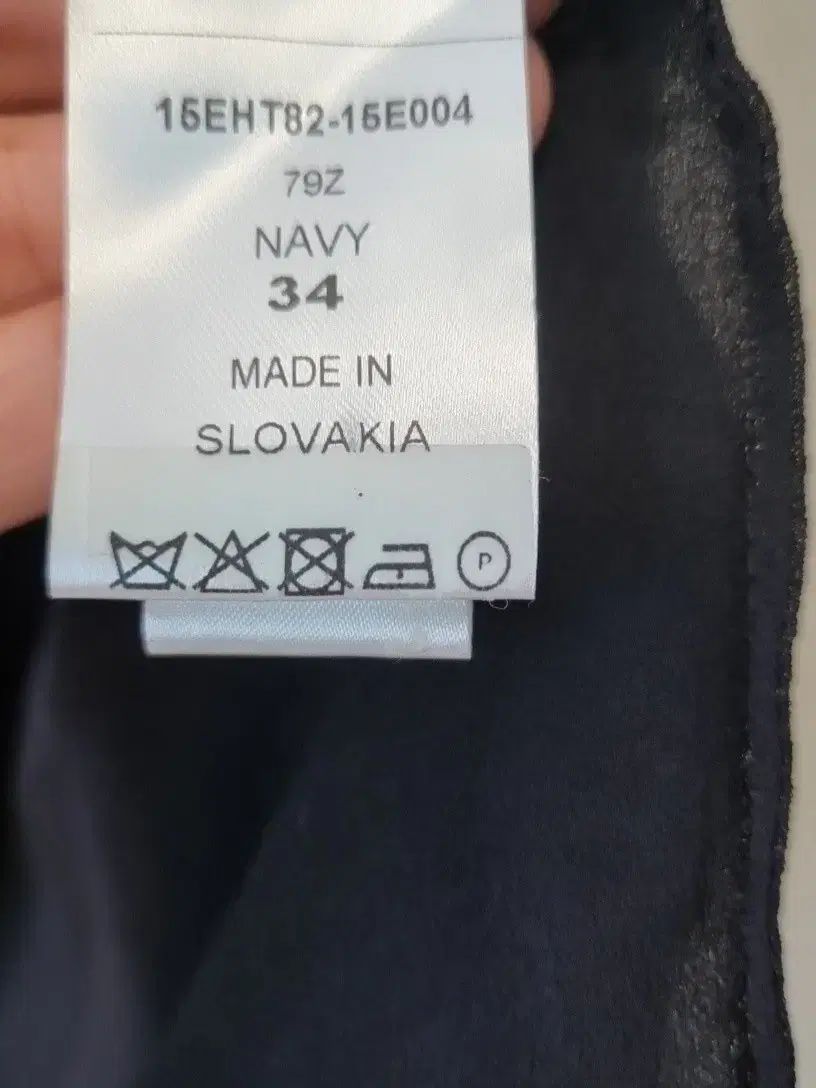 15EHT82-15E004
79Z
NAVY
34
MADE IN
SLOVAKIA
P